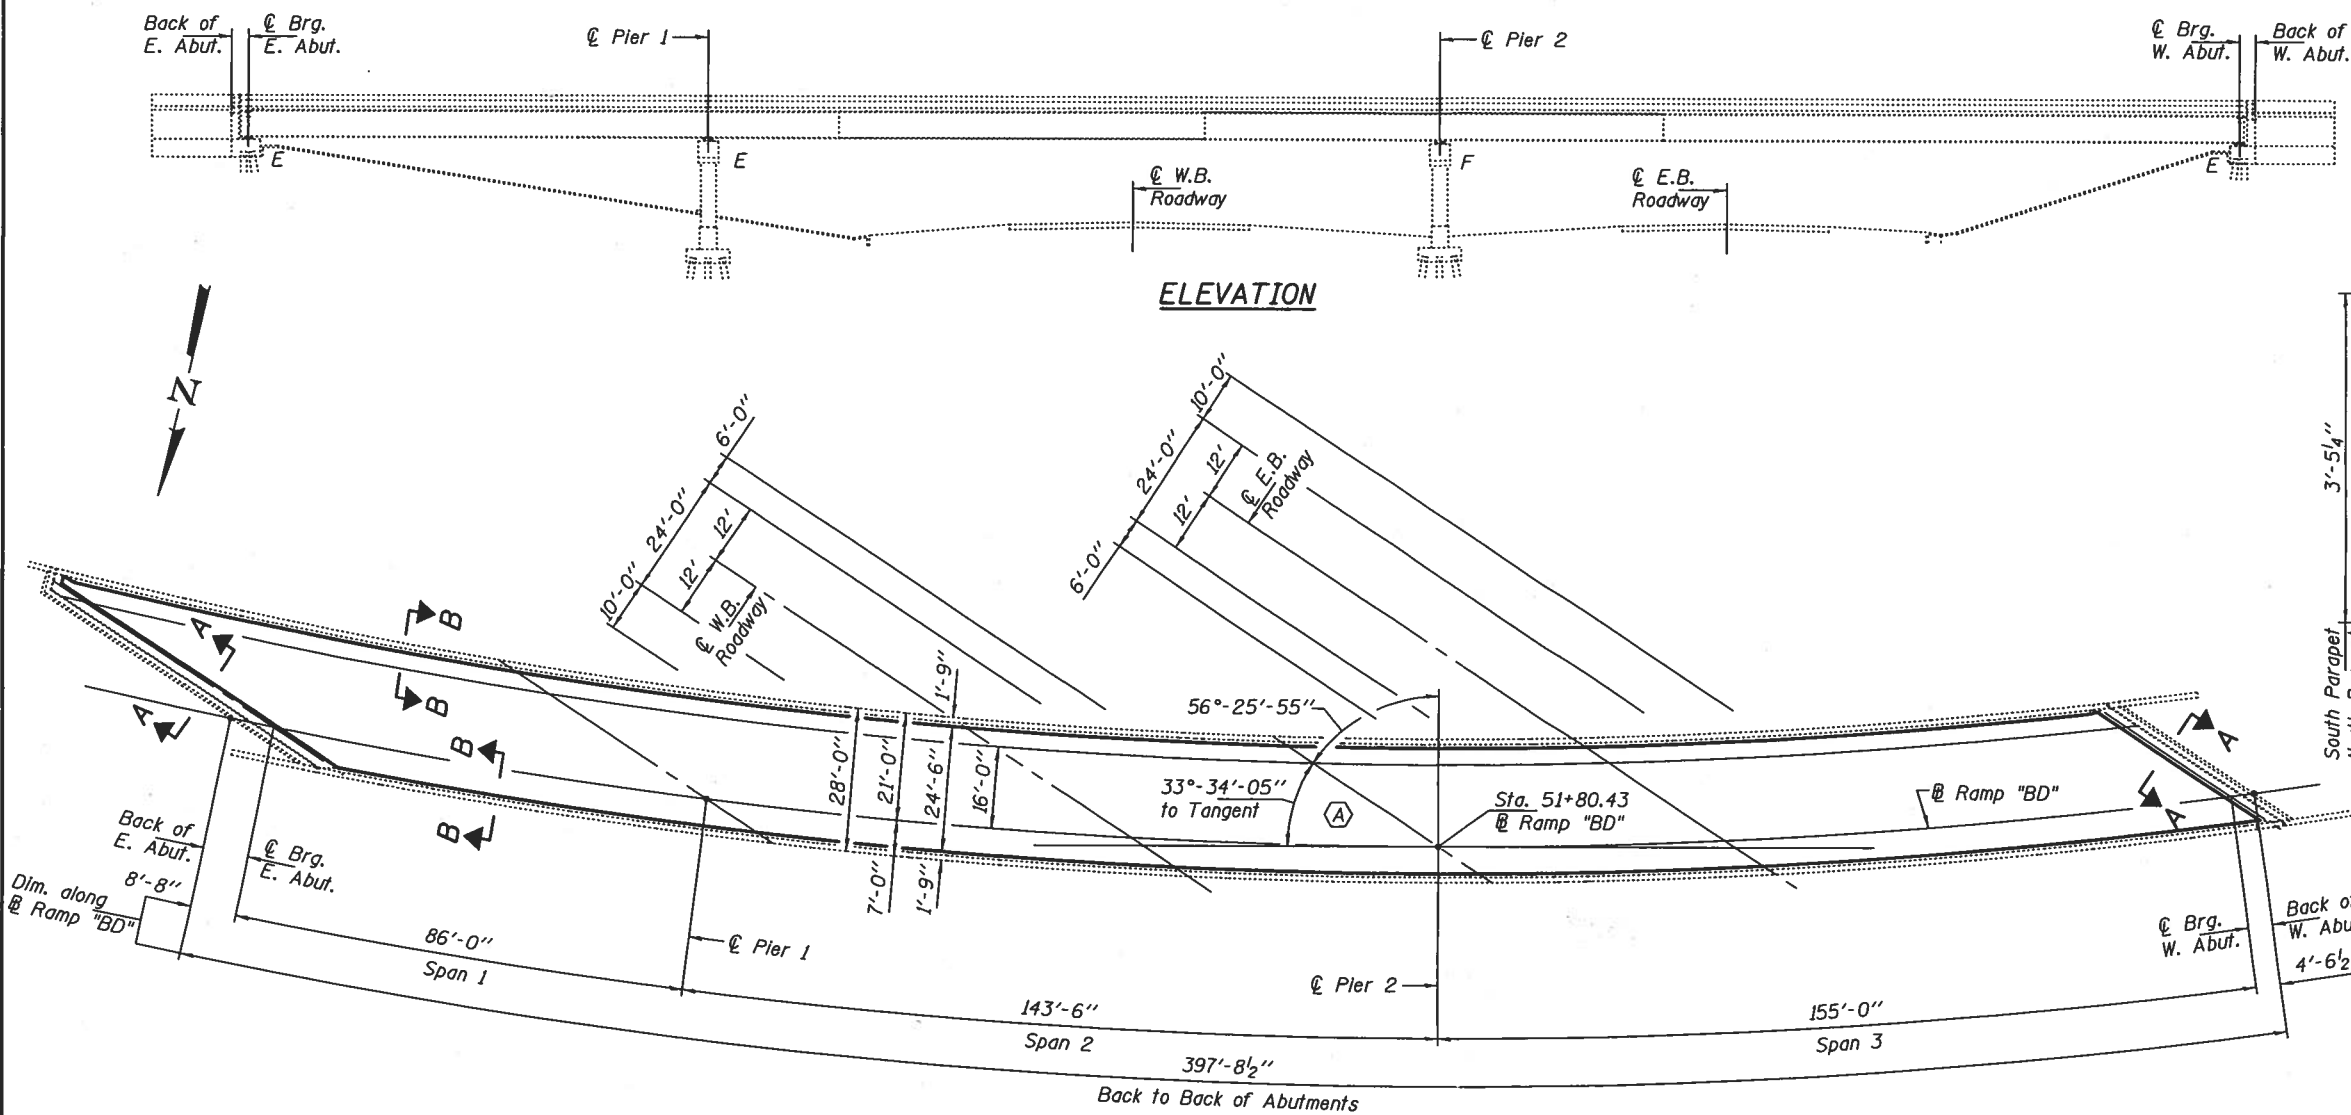 Back of
E. Abut.
℄ Brg.
E. Abut.
℄ Pier 1
℄ Pier 2
℄ Brg.
W. Abut.
Back of
W. Abut.
E
E
F
E
℄ W.B.
Roadway
℄ E.B.
Roadway
ELEVATION
N
10'-0"
24'-0"
6'-0"
12'
12'
℄ W.B.
Roadway
6'-0"
24'-0"
10'-0"
12'
12'
℄ E.B.
Roadway
3'-5¼"
South Parapet
A
A
B
B
B
B
28'-0"
21'-0"
7'-0"
1'-9"
24'-6"
1'-9"
16'-0"
56°-25'-55"
33°-34'-05"
to Tangent
A
Sta. 51+80.43
℄ Ramp "BD"
℄ Ramp "BD"
A
A
Back of
E. Abut.
℄ Brg.
E. Abut.
8'-8"
Dim. along
℄ Ramp "BD"
86'-0"
Span 1
℄ Pier 1
℄ Pier 2
143'-6"
Span 2
155'-0"
Span 3
℄ Brg.
W. Abut.
Back of
W. Abut.
4'-6½
397'-8½"
Back to Back of Abutments